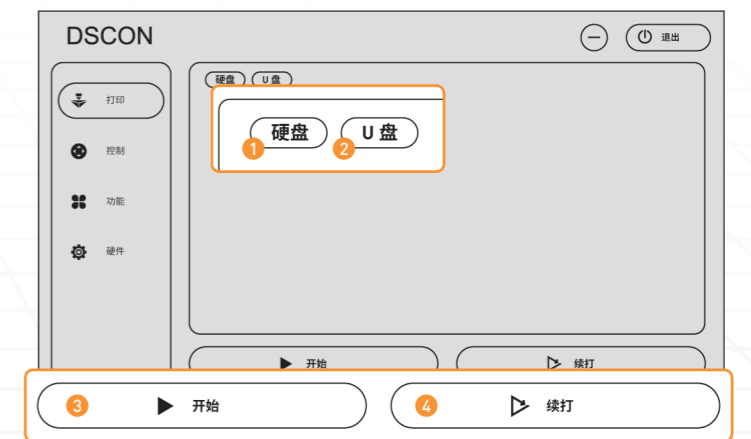 DSCON
退出
打印
控制
功能
硬件
硬盘 U 盘
1 硬盘 2 U 盘
开始 续打
3 开始 4 续打